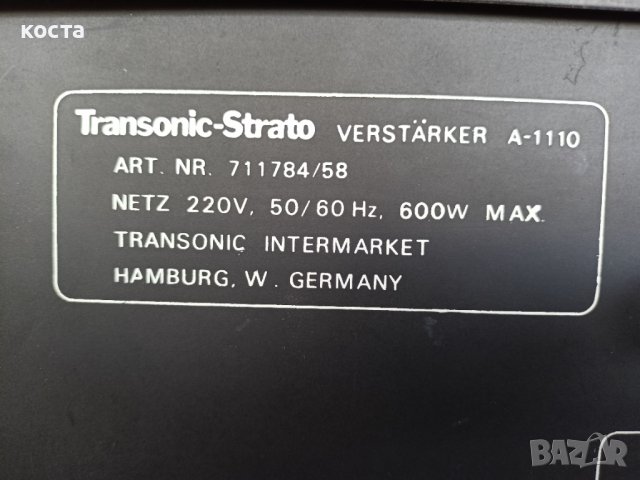 коста
Transonic-Strato VERSTÄRKER A-1110
ART. NR. 711784/58
NETZ 220V, 50/60 Hz, 600W MAX.
TRANSONIC INTERMARKET
HAMBURG, W. GERMANY
BAZAR